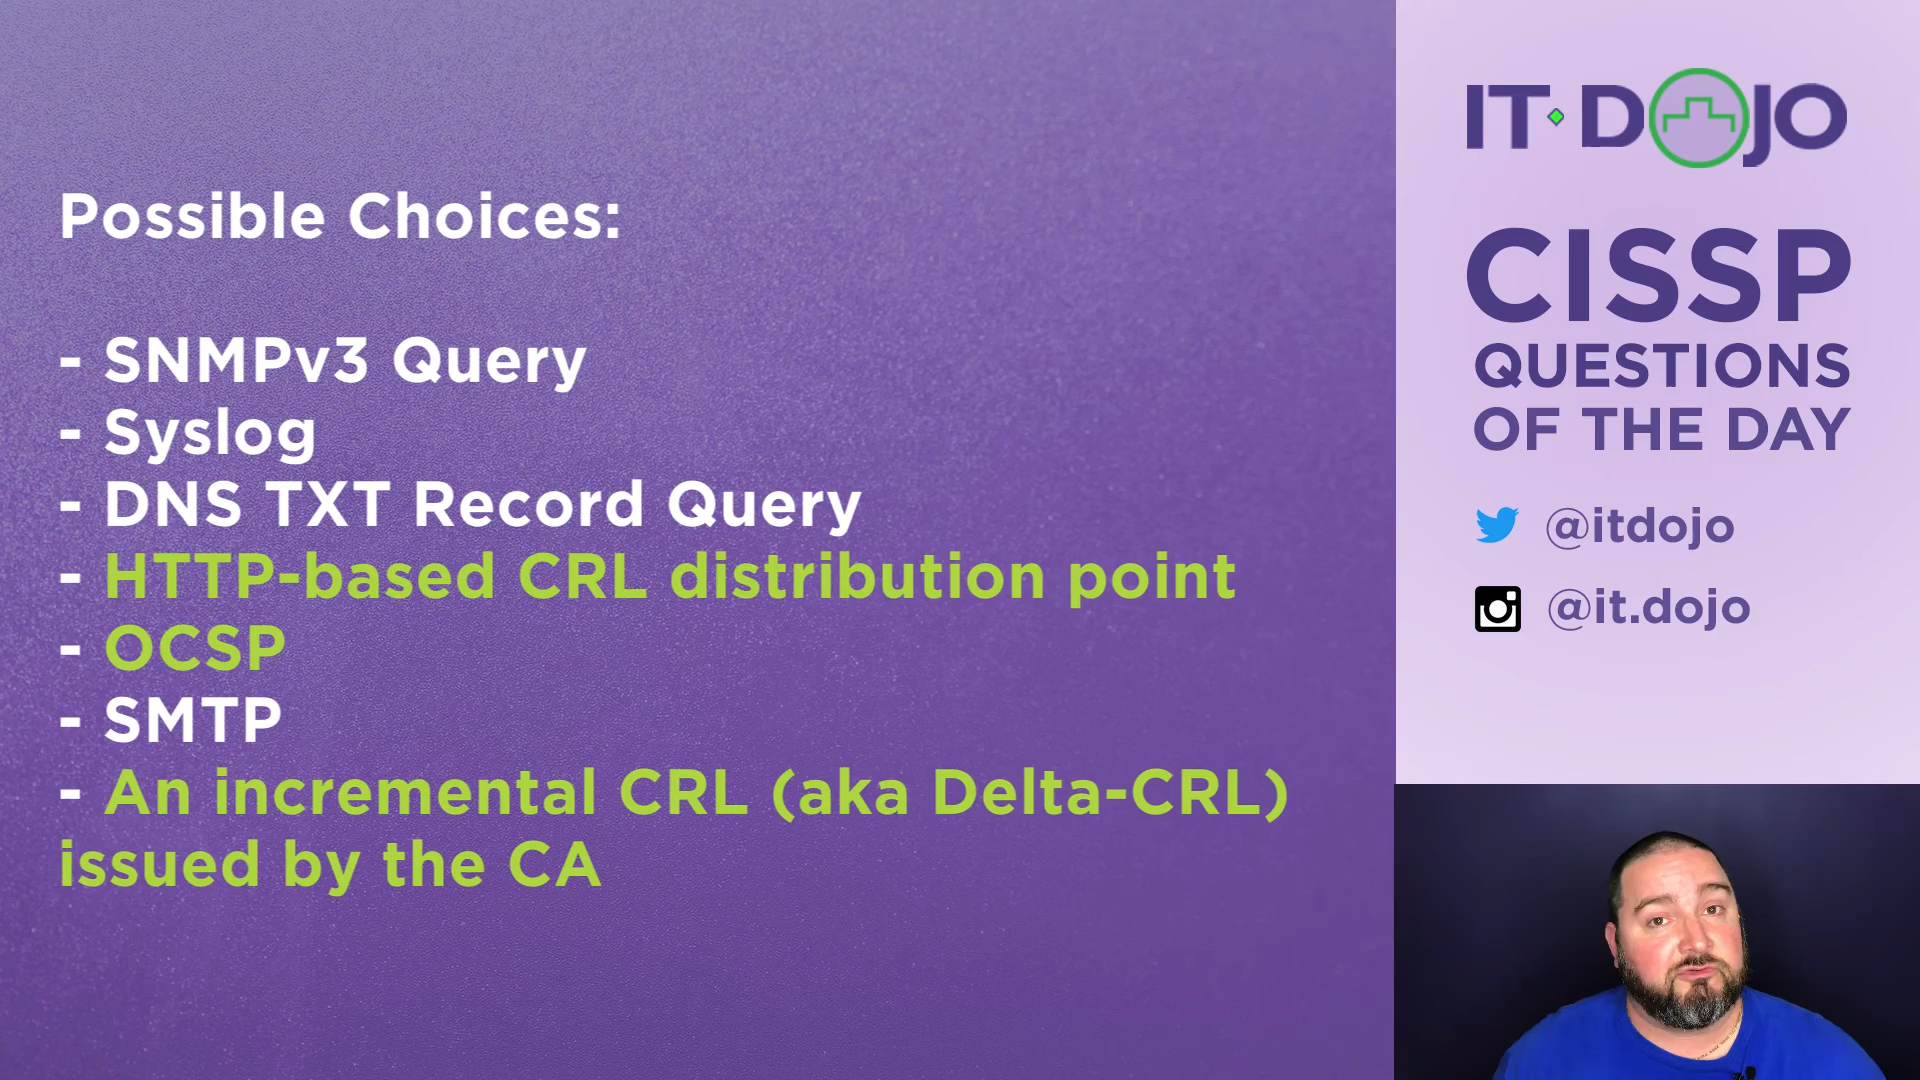 Possible Choices:
- SNMPv3 Query
- Syslog
- DNS TXT Record Query
- HTTP-based CRL distribution point
- OCSP
- SMTP
- An incremental CRL (aka Delta-CRL)
issued by the CA
IT DOJO
CISSP
QUESTIONS
OF THE DAY
@itdojo
@it.dojo